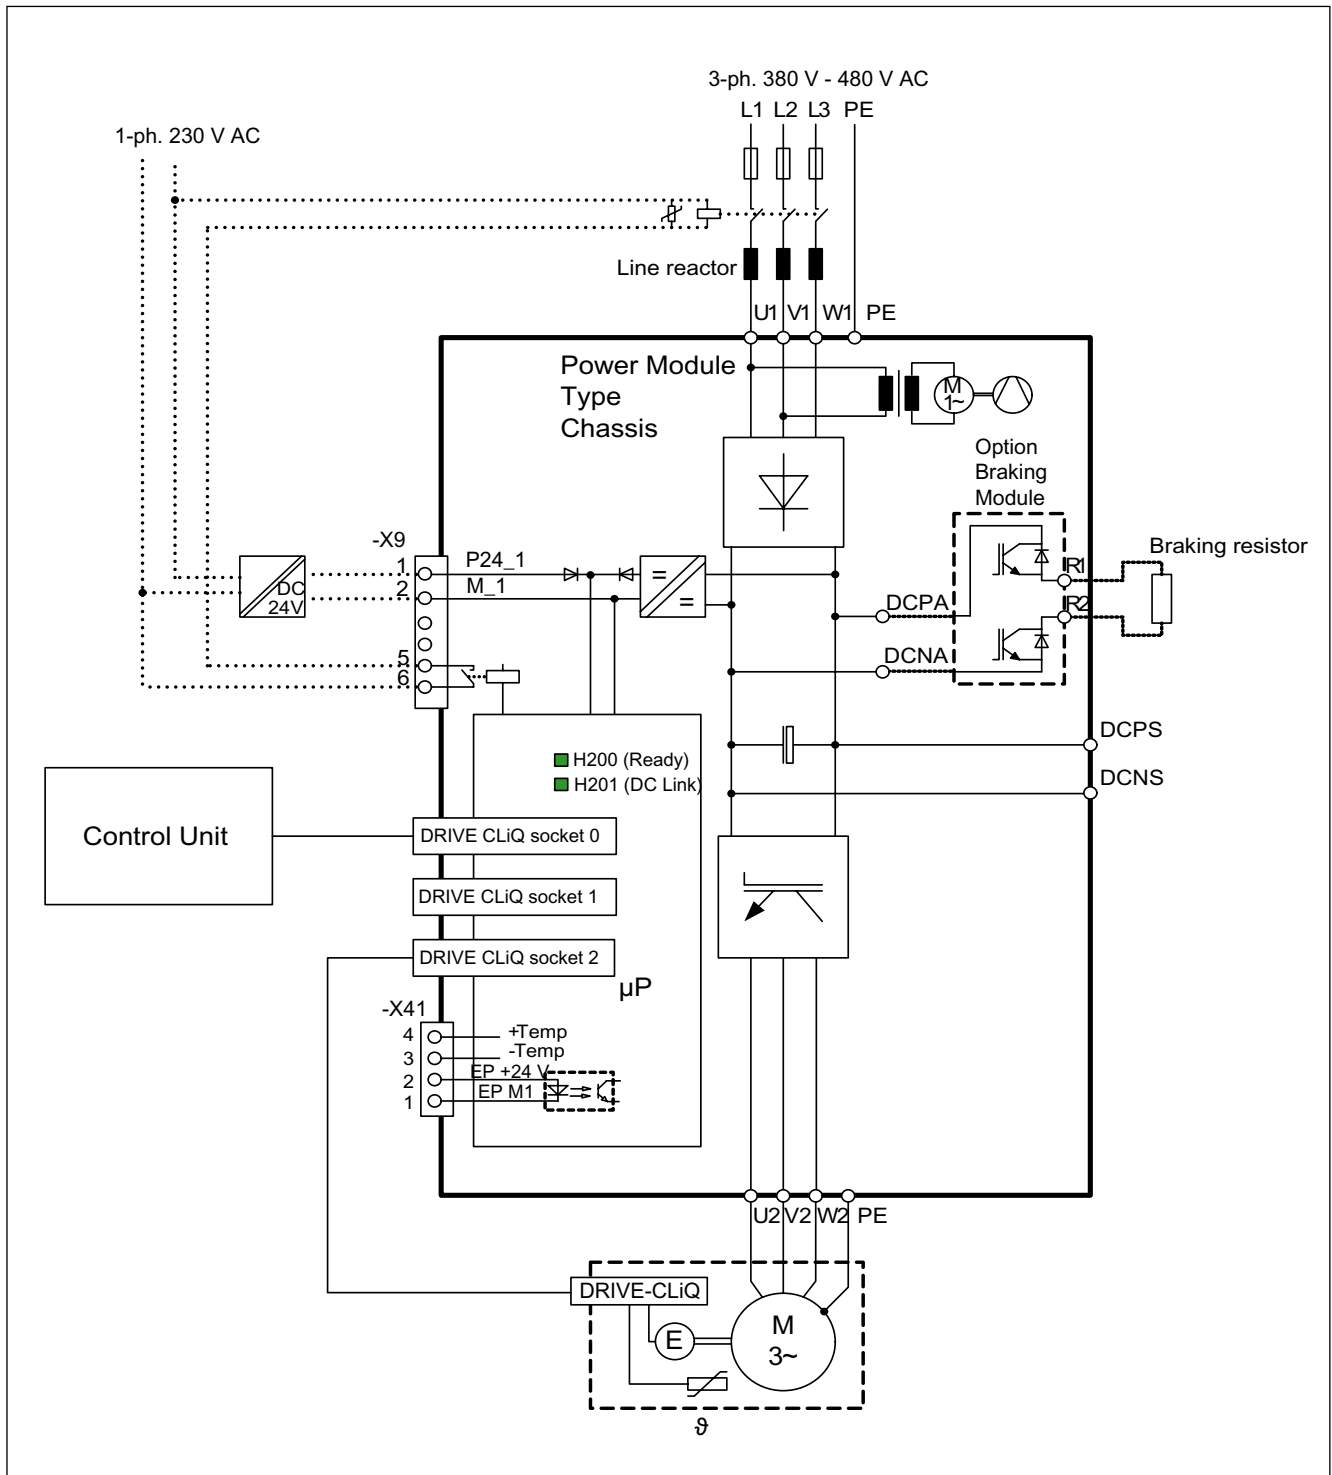 3-ph. 380 V - 480 V AC
L1 L2 L3 PE
1-ph. 230 V AC
Line reactor
U1 V1 W1 PE
Power Module
Type
Chassis
M
1~
Option
Braking
Module
-X9
1
P24_1
2
M_1
DC
24V
=
=
R1
Braking resistor
R2
DCPA
DCNA
5
6
DCPS
DCNS
H200 (Ready)
H201 (DC Link)
Control Unit
DRIVE CLiQ socket 0
DRIVE CLiQ socket 1
DRIVE CLiQ socket 2
µP
-X41
4 +Temp
3 -Temp
2 EP +24 V
1 EP M1
U2 V2 W2 PE
DRIVE-CLiQ
E
M
3~
ϑ